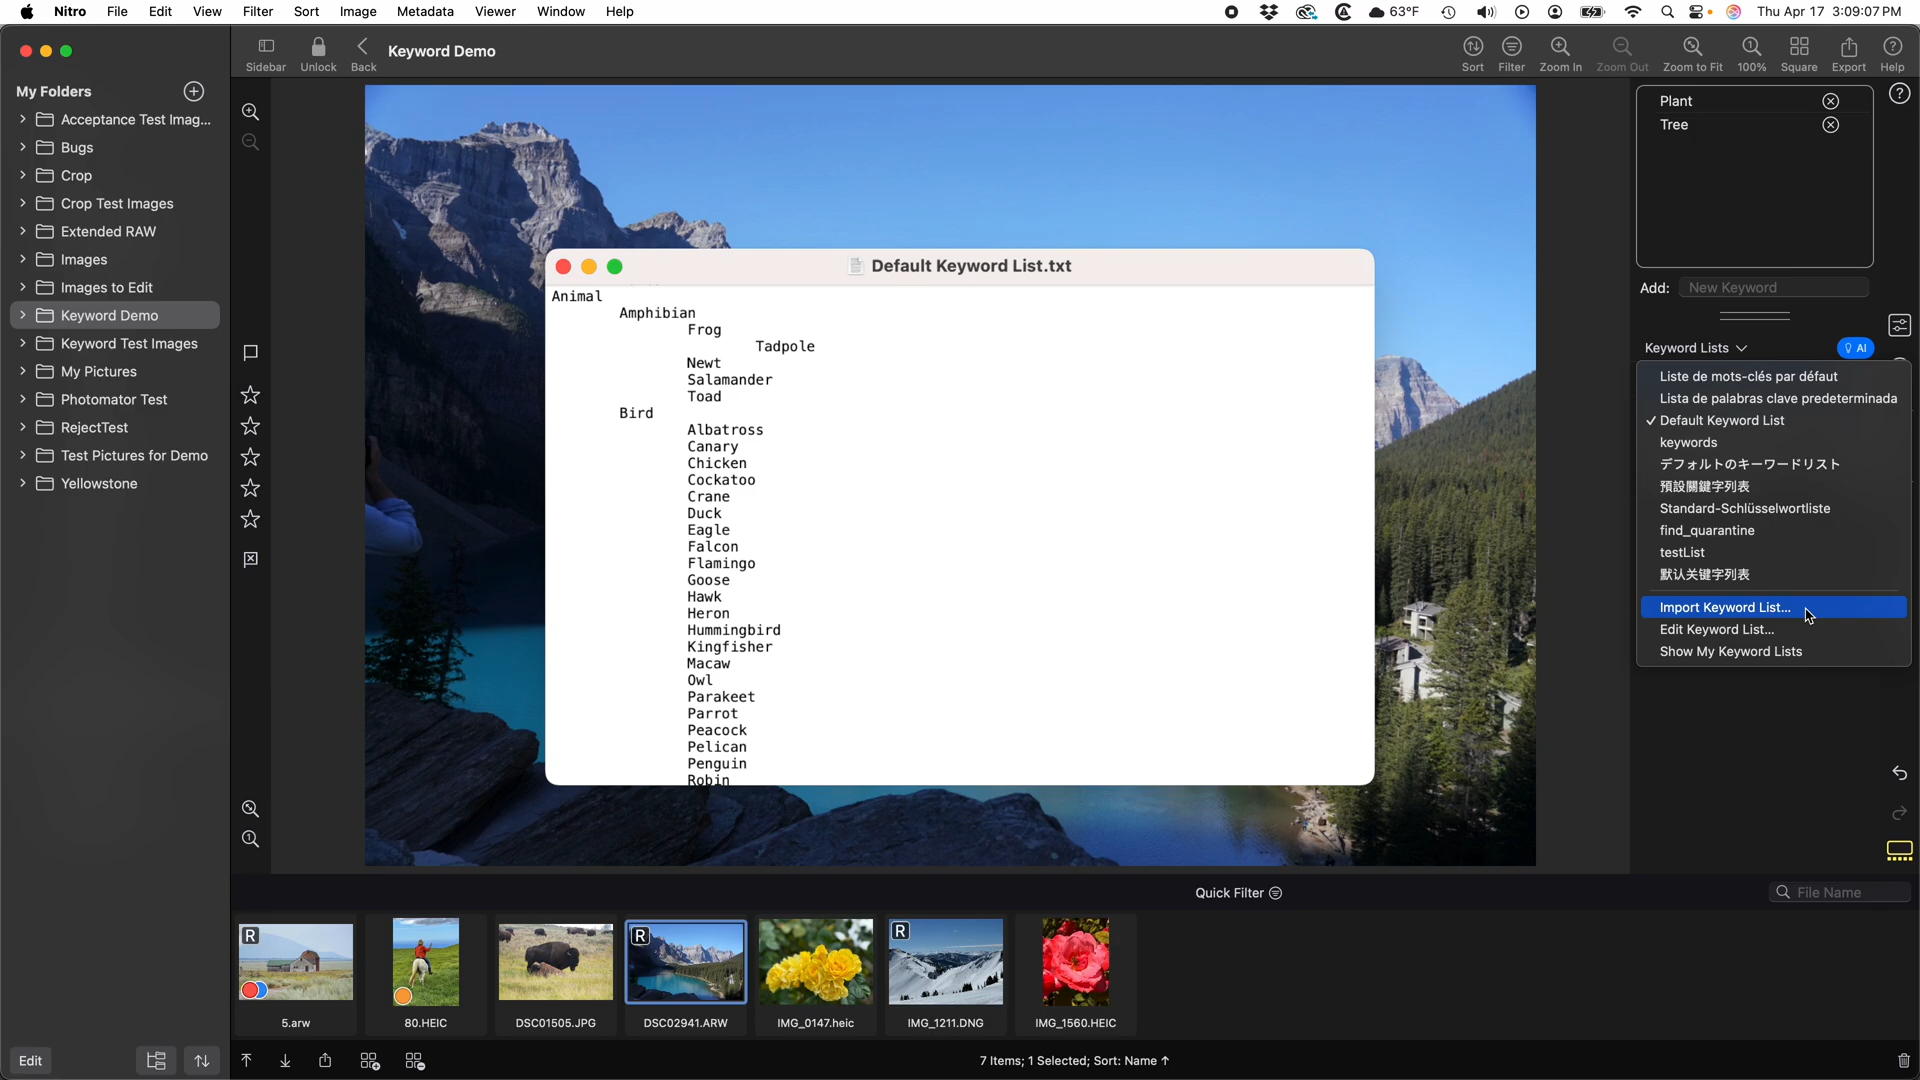 Nitro File Edit View Filter Sort Image Metadata Viewer Window Help 63°F Thu Apr 17 3:09:07 PM
Sidebar Unlock Back Keyword Demo Sort Filter Zoom In Zoom Out Zoom to Fit 100% Square Export Help
My Folders
Acceptance Test Imag...
Bugs
Crop
Crop Test Images
Extended RAW
Images
Images to Edit
Keyword Demo
Keyword Test Images
My Pictures
Photomator Test
RejectTest
Test Pictures for Demo
Yellowstone
Default Keyword List.txt
Animal
Amphibian
Frog
Tadpole
Newt
Salamander
Toad
Bird
Albatross
Canary
Chicken
Cockatoo
Crane
Duck
Eagle
Falcon
Flamingo
Goose
Hawk
Heron
Hummingbird
Kingfisher
Macaw
Owl
Parakeet
Parrot
Peacock
Pelican
Penguin
Robin
Plant
Tree
Add: New Keyword
Keyword Lists AI
Liste de mots-clés par défaut
Lista de palabras clave predeterminada
✓ Default Keyword List
keywords
デフォルトのキーワードリスト
預設關鍵字列表
Standard-Schlüsselwortliste
find_quarantine
testList
默认关键字列表
Import Keyword List...
Edit Keyword List...
Show My Keyword Lists
Quick Filter File Name
R R R
5.arw 80.HEIC DSC01505.JPG DSC02941.ARW IMG_0147.heic IMG_1211.DNG IMG_1560.HEIC
Edit 7 Items; 1 Selected; Sort: Name ↑